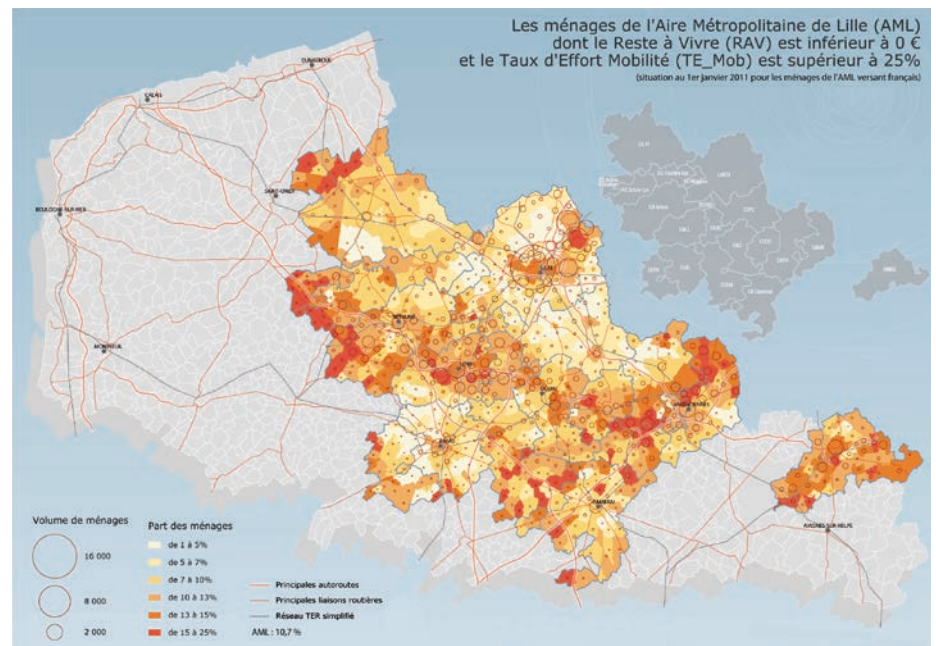 Les ménages de l'Aire Métropolitaine de Lille (AML)
dont le Reste à Vivre (RAV) est inférieur à 0 €
et le Taux d'Effort Mobilité (TE_Mob) est supérieur à 25%
(situation au 1er janvier 2011 pour les ménages de l'AML versant français)
DUNKERQUE
CALAIS
SAINT-OMER
BOULOGNE-SUR-MER
LILLE
BETHUNE
MONTREUIL
LENS
DOUAI
VALENCIENNES
ARRAS
CAMBRAI
AVESNES-SUR-HELPE
Volume de ménages
16 000
8 000
2 000
Part des ménages
de 1 à 5%
de 5 à 7%
de 7 à 10%
de 10 à 13%
de 13 à 15%
de 15 à 25%
Principales autoroutes
Principales liaisons routières
Réseau TER simplifié
AML : 10,7 %